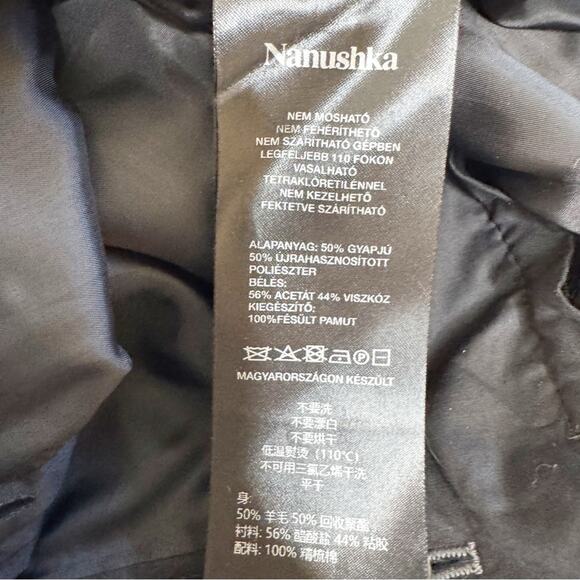 Nanushka
NEM MOSHATÓ
NEM FEHÉRÍTHETŐ
NEM SZÁRÍTHATÓ GÉPBEN
LEGFELJEBB 110 FOKON
VASALHATÓ
TETRAKLÓRETILÉNNEL
NEM KEZELHETŐ
FEKTETVE SZÁRÍTHATÓ
ALAPANYAG: 50% GYAPJÚ
50% ÚJRAHASZNOSÍTOTT
POLIÉSZTER
BÉLÉS:
56% ACETÁT 44% VISZKÓZ
KIEGÉSZÍTŐ:
100%FÉSÜLT PAMUT
P
MAGYARORSZÁGON KÉSZÜLT
不要洗
不要漂白
不要烘干
低温熨烫（110℃）
不可用三氯乙烯干洗
平干
身:
50% 羊毛 50% 回收聚酯
衬料: 56% 醋酸盐 44% 粘胶
配料: 100% 精梳棉